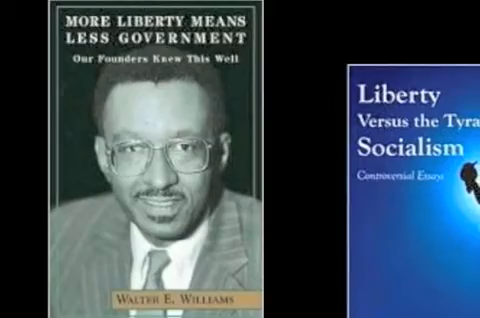 MORE LIBERTY MEANS
LESS GOVERNMENT
Our Founders Knew This Well
WALTER E. WILLIAMS
Liberty
Versus the Tyra
Socialism
Controversial Essays